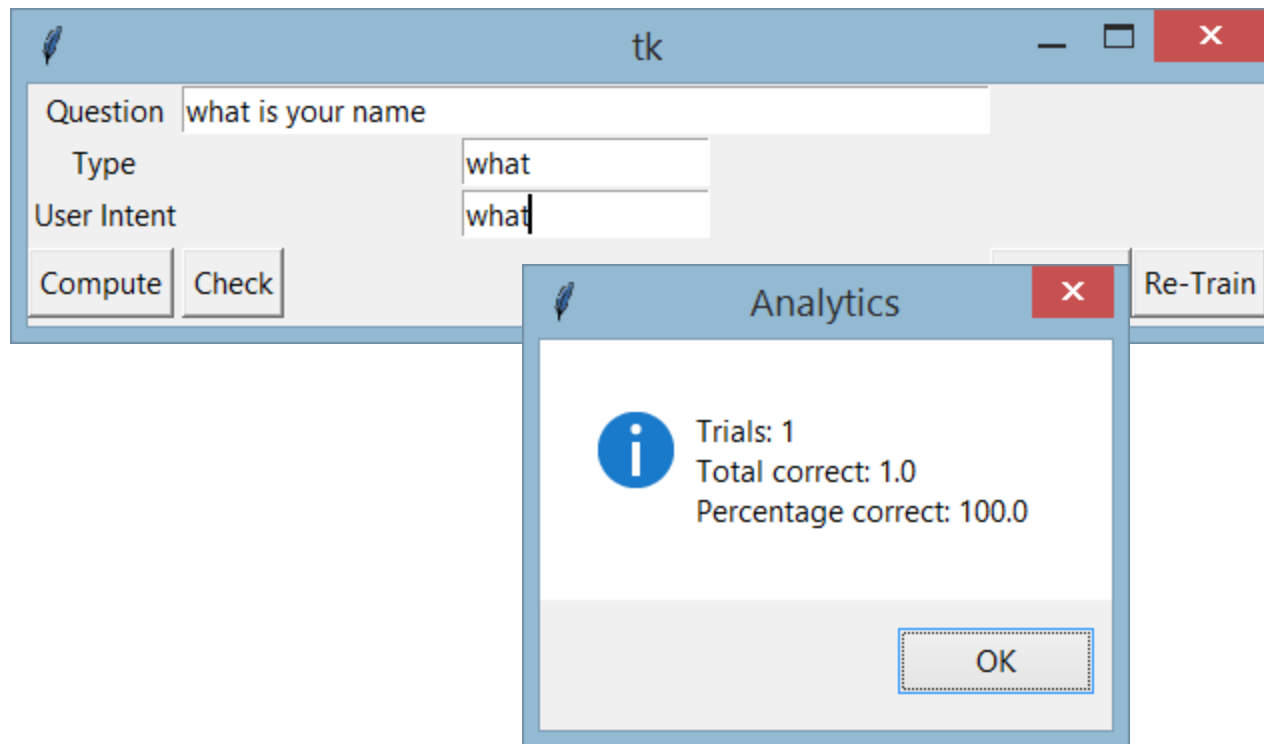 tk
Question what is your name
Type what
User Intent what
Compute Check Re-Train
Analytics
Trials: 1
Total correct: 1.0
Percentage correct: 100.0
OK